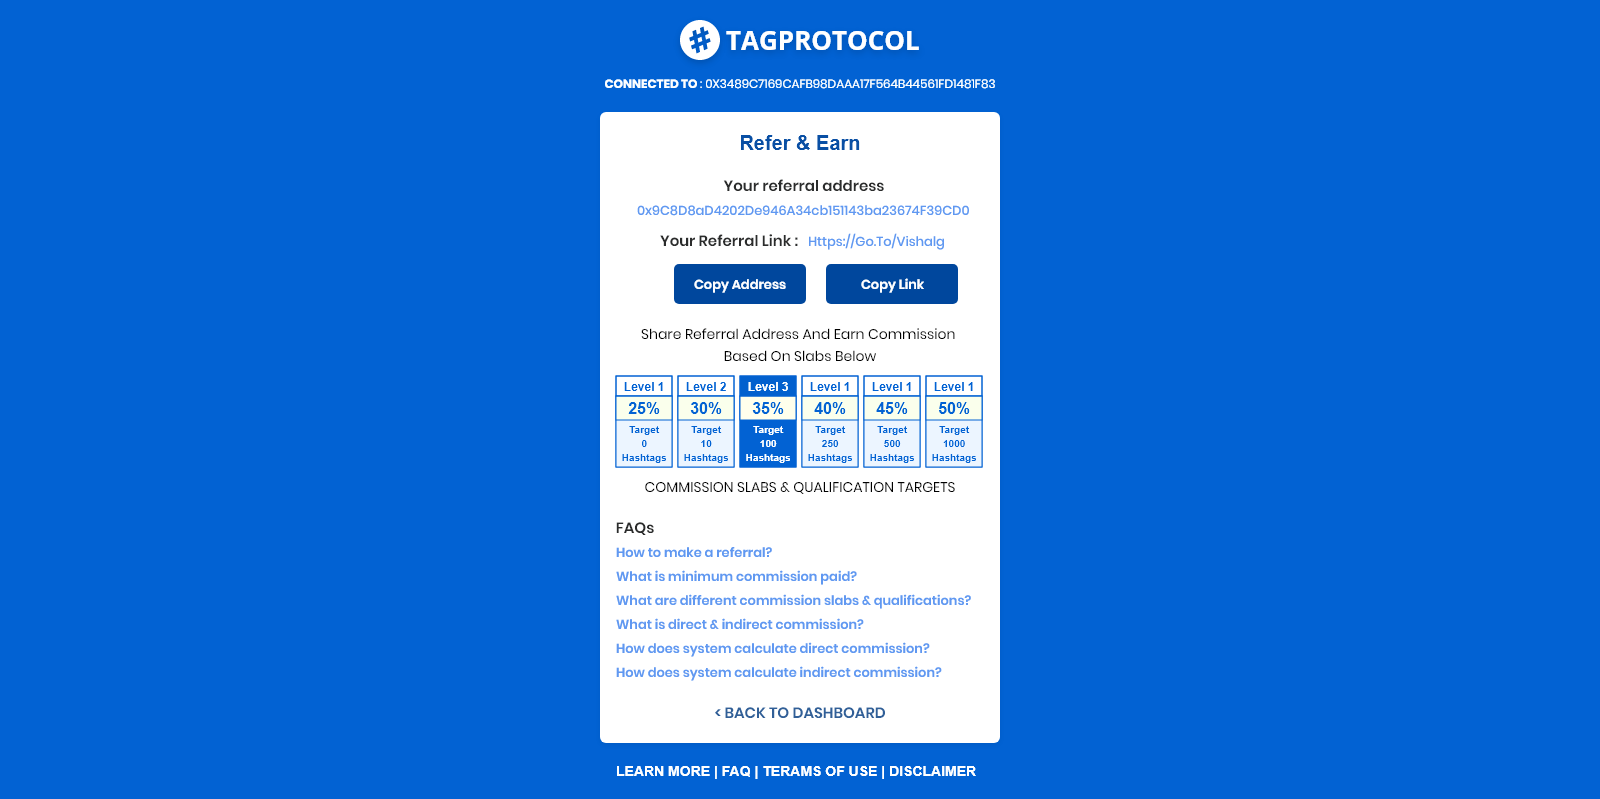 # TAGPROTOCOL
CONNECTED TO : 0X3489C7169CAFB98DAAA17F564B44561FD1481F83
Refer & Earn
Your referral address
0x9C8D8aD4202De946A34cb151143ba23674F39CD0
Your Referral Link : Https://Go.To/Vishalg
Copy Address Copy Link
Share Referral Address And Earn Commission
Based On Slabs Below
Level 1 Level 2 Level 3 Level 1 Level 1 Level 1
25% 30% 35% 40% 45% 50%
Target Target Target Target Target Target
0 10 100 250 500 1000
Hashtags Hashtags Hashtags Hashtags Hashtags Hashtags
COMMISSION SLABS & QUALIFICATION TARGETS
FAQs
How to make a referral?
What is minimum commission paid?
What are different commission slabs & qualifications?
What is direct & indirect commission?
How does system calculate direct commission?
How does system calculate indirect commission?
< BACK TO DASHBOARD
LEARN MORE | FAQ | TERAMS OF USE | DISCLAIMER